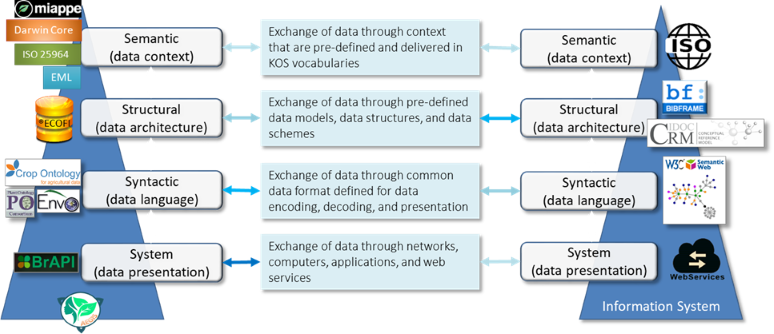 miappe
Darwin Core
ISO 25964
EML
Semantic
(data context)
Exchange of data through context
that are pre-defined and delivered in
KOS vocabularies
Semantic
(data context)
ISO
Structural
(data architecture)
Exchange of data through pre-defined
data models, data structures, and data
schemes
Structural
(data architecture)
bf:
BIBFRAME
CIDOC
CRM
CONCEPTUAL
REFERENCE
MODEL
Crop Ontology
for agricultural data
Plant Ontology
PO
Consortium
EnvO
Syntactic
(data language)
Exchange of data through common
data format defined for data
encoding, decoding, and presentation
Syntactic
(data language)
W3C Semantic
Web
BrAPI
System
(data presentation)
Exchange of data through networks,
computers, applications, and web
services
System
(data presentation)
WebServices
Information System